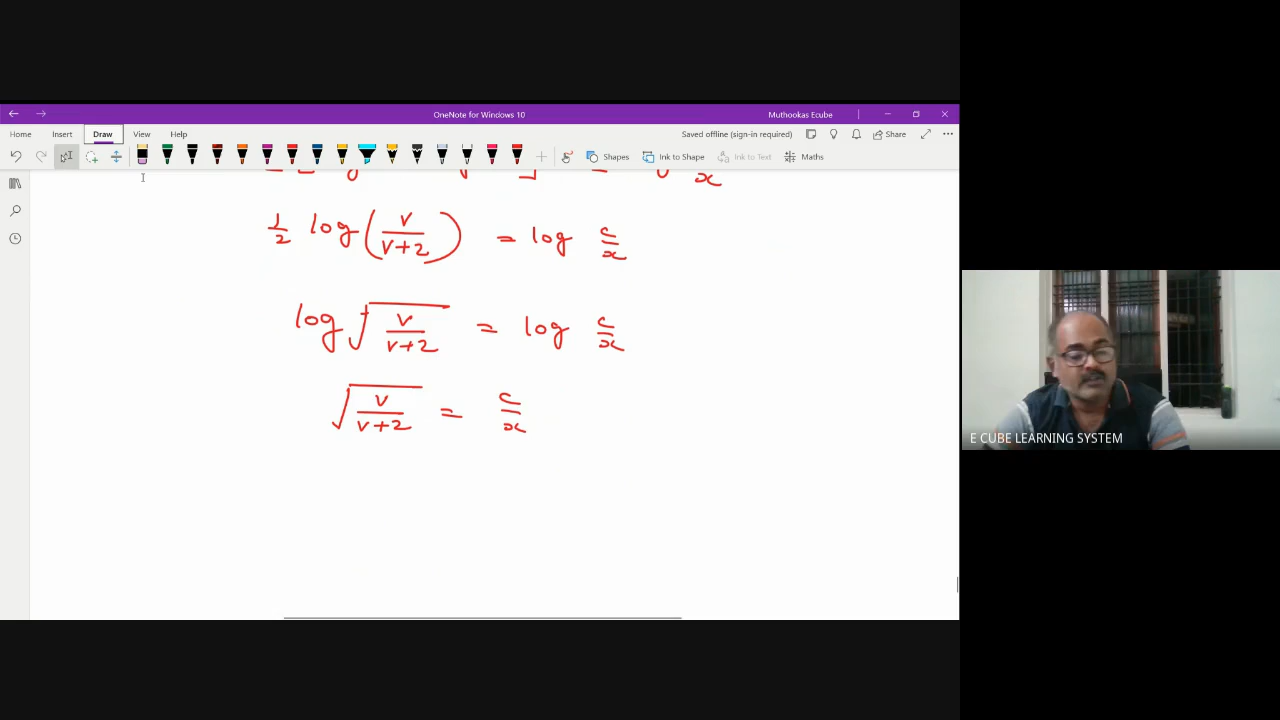 OneNote for Windows 10
Muthookas Ecube
Home Insert Draw View Help
Saved offline (sign-in required) Share
Shapes Ink to Shape Ink to Text Maths
x
1/2 log(v/(v+2)) = log c/x
log√(v/(v+2)) = log c/x
√(v/(v+2)) = c/x
E CUBE LEARNING SYSTEM